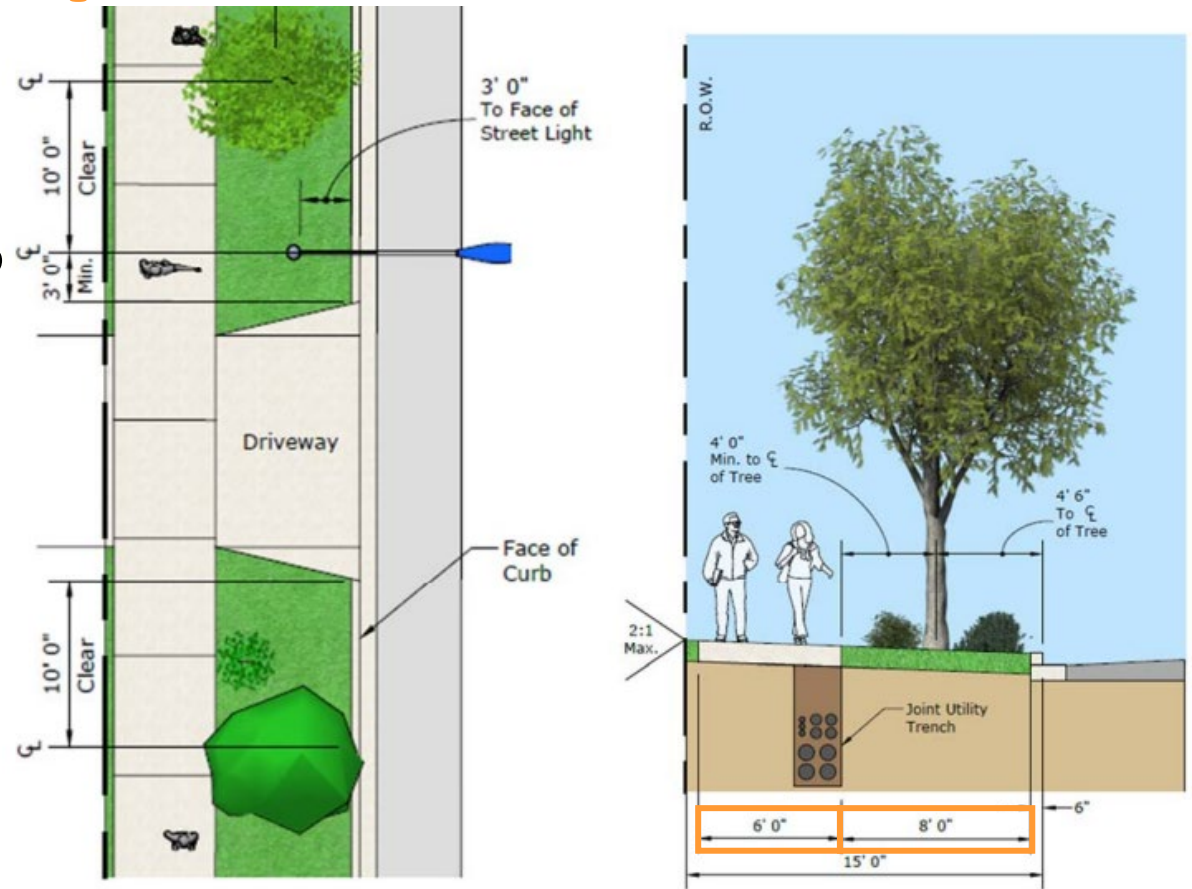 ℄
10' 0"
Clear
℄
3' 0"
Min.
3' 0"
To Face of
Street Light
Driveway
Face of
Curb
10' 0"
Clear
℄
R.O.W.
4' 0"
Min. to ℄
of Tree
4' 6"
To ℄
of Tree
2:1
Max.
Joint Utility
Trench
6' 0"
8' 0"
6"
15' 0"